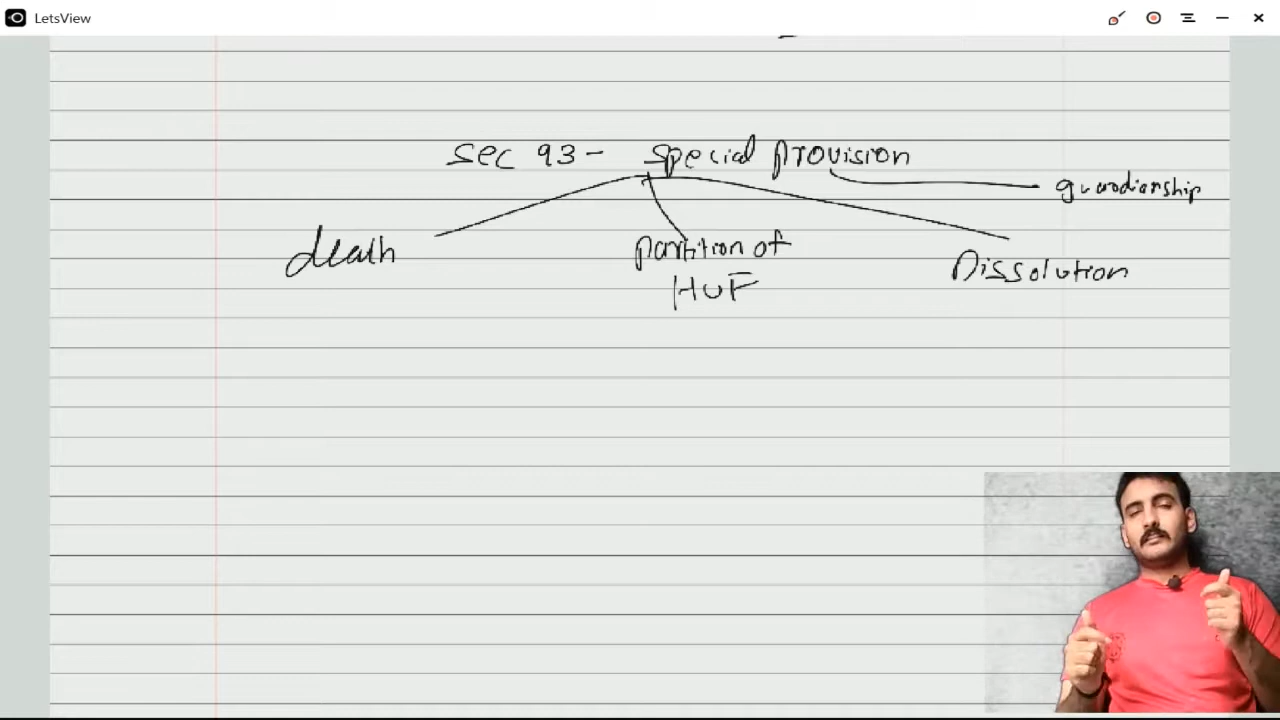 LetsView
Sec 93 - Special provision
guardianship
death
partition of
HUF
Dissolution